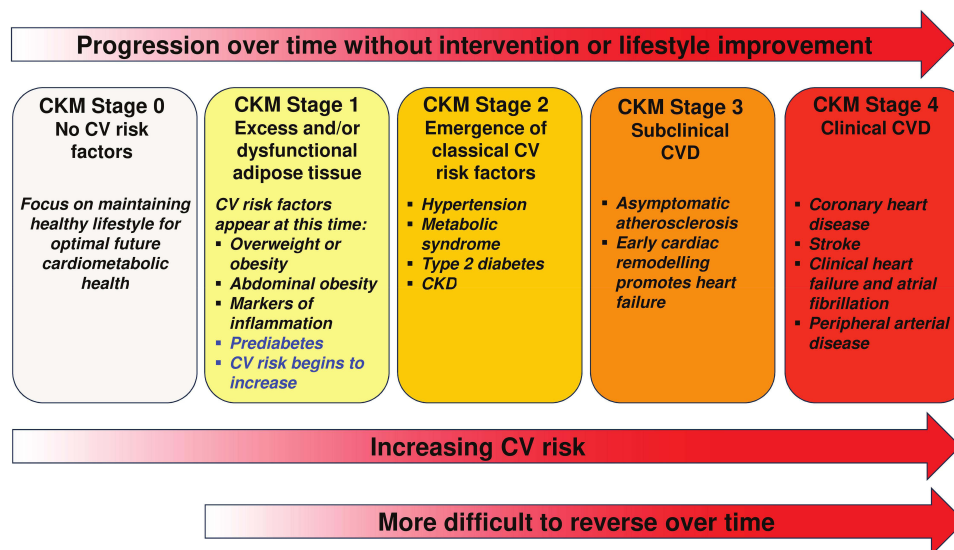 Progression over time without intervention or lifestyle improvement
CKM Stage 0
No CV risk
factors
Focus on maintaining
healthy lifestyle for
optimal future
cardiometabolic
health
CKM Stage 1
Excess and/or
dysfunctional
adipose tissue
CV risk factors
appear at this time:
▪ Overweight or
obesity
▪ Abdominal obesity
▪ Markers of
inflammation
▪ Prediabetes
▪ CV risk begins to
increase
CKM Stage 2
Emergence of
classical CV
risk factors
▪ Hypertension
▪ Metabolic
syndrome
▪ Type 2 diabetes
▪ CKD
CKM Stage 3
Subclinical
CVD
▪ Asymptomatic
atherosclerosis
▪ Early cardiac
remodelling
promotes heart
failure
CKM Stage 4
Clinical CVD
▪ Coronary heart
disease
▪ Stroke
▪ Clinical heart
failure and atrial
fibrillation
▪ Peripheral arterial
disease
Increasing CV risk
More difficult to reverse over time